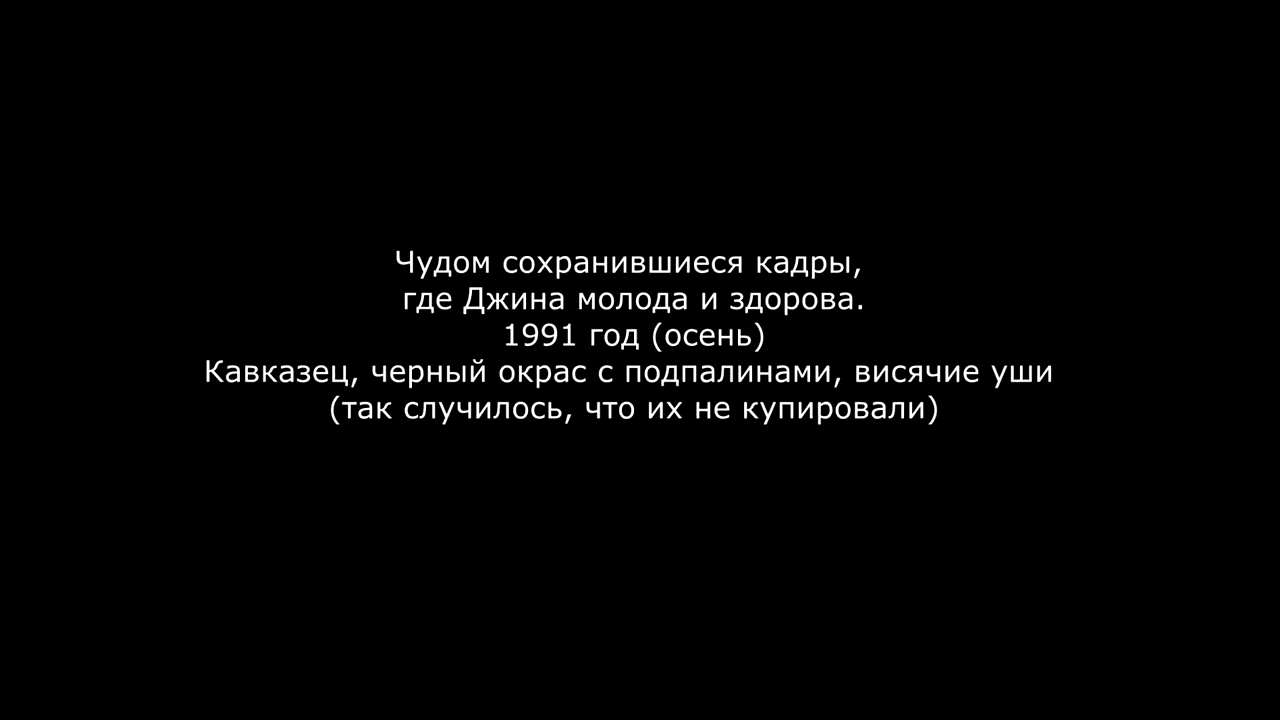 Чудом сохранившиеся кадры,
где Джина молода и здорова.
1991 год (осень)
Кавказец, черный окрас с подпалинами, висячие уши
(так случилось, что их не купировали)